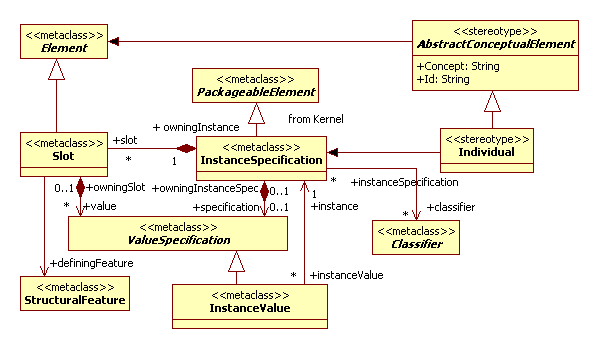 <<metaclass>>
Element
<<stereotype>>
AbstractConceptualElement
+Concept: String
+Id: String
<<metaclass>>
PackageableElement
from Kernel
<<metaclass>>
Slot
+slot
*
+ owningInstance
1
<<metaclass>>
InstanceSpecification
<<stereotype>>
Individual
0..1
+owningSlot
*
+value
+owningInstanceSpec
0..1
+specification
0..1
1
+instance
*
+instanceSpecification
*
+classifier
<<metaclass>>
ValueSpecification
<<metaclass>>
Classifier
+definingFeature
<<metaclass>>
StructuralFeature
*
+instanceValue
<<metaclass>>
InstanceValue